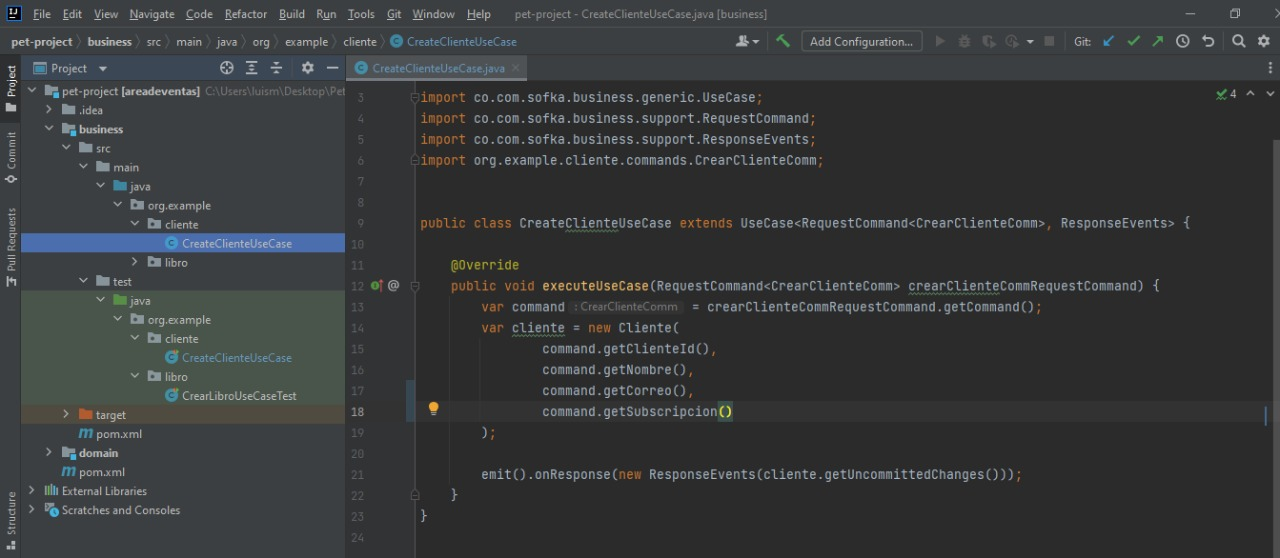 File Edit View Navigate Code Refactor Build Run Tools Git Window Help pet-project - CreateClienteUseCase.java [business]
pet-project business src main java org example cliente CreateClienteUseCase Add Configuration... Git:
Project CreateClienteUseCase.java
pet-project [areadeventas] C:\Users\luism\Desktop\Pet
.idea
business
src
main
java
org.example
cliente
CreateClienteUseCase
libro
test
java
org.example
cliente
CreateClienteUseCase
libro
CrearLibroUseCaseTest
target
pom.xml
domain
pom.xml
External Libraries
Scratches and Consoles
Project
Commit
Pull Requests
Structure
4
3 import co.com.sofka.business.generic.UseCase;
4 import co.com.sofka.business.support.RequestCommand;
5 import co.com.sofka.business.support.ResponseEvents;
6 import org.example.cliente.commands.CrearClienteComm;
7
8
9 public class CreateClienteUseCase extends UseCase<RequestCommand<CrearClienteComm>, ResponseEvents> {
10
11 @Override
12 @ public void executeUseCase(RequestCommand<CrearClienteComm> crearClienteCommRequestCommand) {
13 var command : CrearClienteComm = crearClienteCommRequestCommand.getCommand();
14 var cliente = new Cliente(
15 command.getClienteId(),
16 command.getNombre(),
17 command.getCorreo(),
18 command.getSubscripcion()
19 );
20
21 emit().onResponse(new ResponseEvents(cliente.getUncommittedChanges()));
22 }
23 }
24